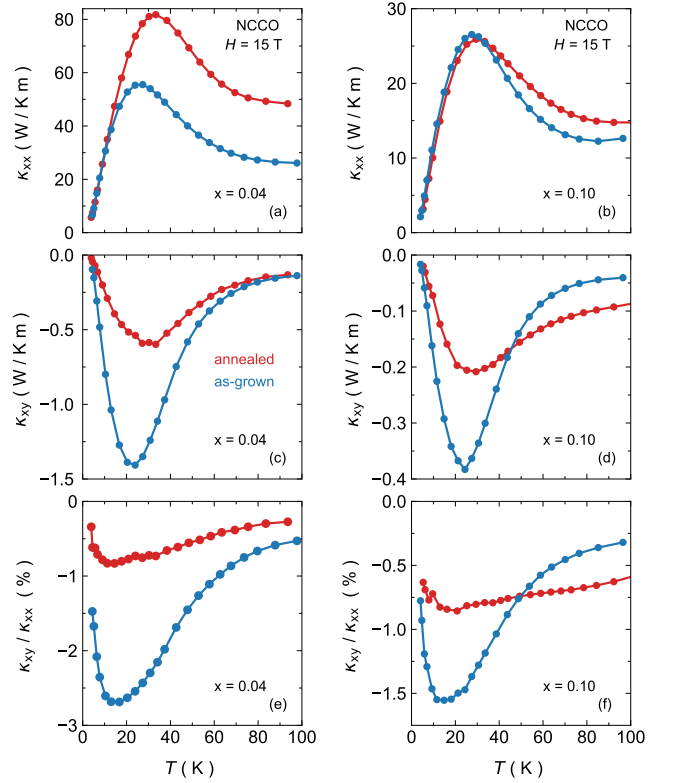 80
60
40
20
0
κxx ( W / K m )
NCCO
H = 15 T
x = 0.04
(a)
30
20
10
0
κxx ( W / K m )
NCCO
H = 15 T
x = 0.10
(b)
0.0
−0.5
−1.0
−1.5
κxy ( W / K m )
annealed
as-grown
x = 0.04
(c)
0.0
−0.1
−0.2
−0.3
−0.4
κxy ( W / K m )
x = 0.10
(d)
0
−1
−2
−3
κxy / κxx ( % )
x = 0.04
(e)
0 20 40 60 80 100
T ( K )
0.0
−0.5
−1.0
−1.5
κxy / κxx ( % )
x = 0.10
(f)
0 20 40 60 80 100
T ( K )